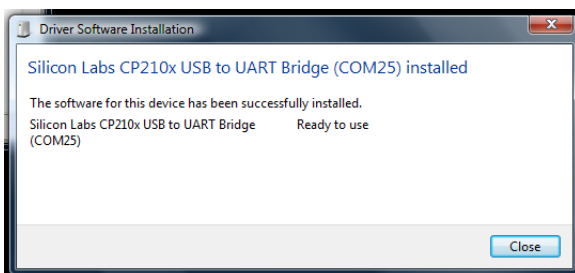 Driver Software Installation
Silicon Labs CP210x USB to UART Bridge (COM25) installed
The software for this device has been successfully installed.
Silicon Labs CP210x USB to UART Bridge Ready to use
(COM25)
Close